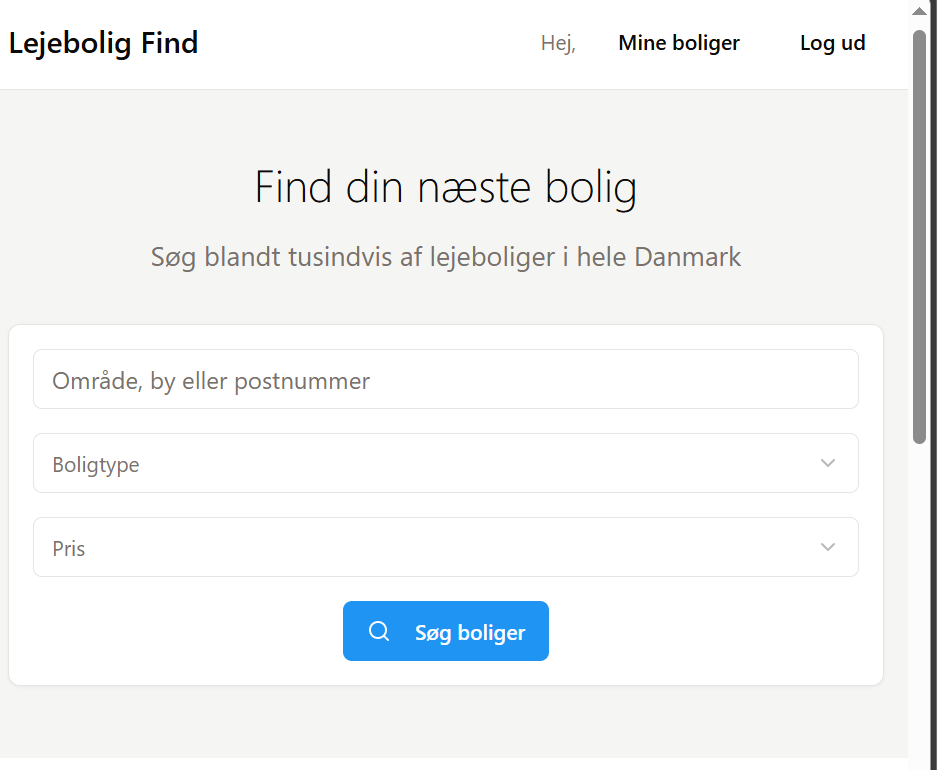 Lejebolig Find
Hej,
Mine boliger
Log ud
Find din næste bolig
Søg blandt tusindvis af lejeboliger i hele Danmark
Område, by eller postnummer
Boligtype
Pris
Søg boliger